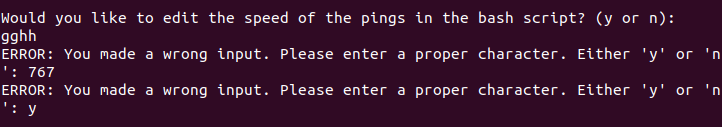 Would you like to edit the speed of the pings in the bash script? (y or n):
gghh
ERROR: You made a wrong input. Please enter a proper character. Either 'y' or 'n
': 767
ERROR: You made a wrong input. Please enter a proper character. Either 'y' or 'n
': y